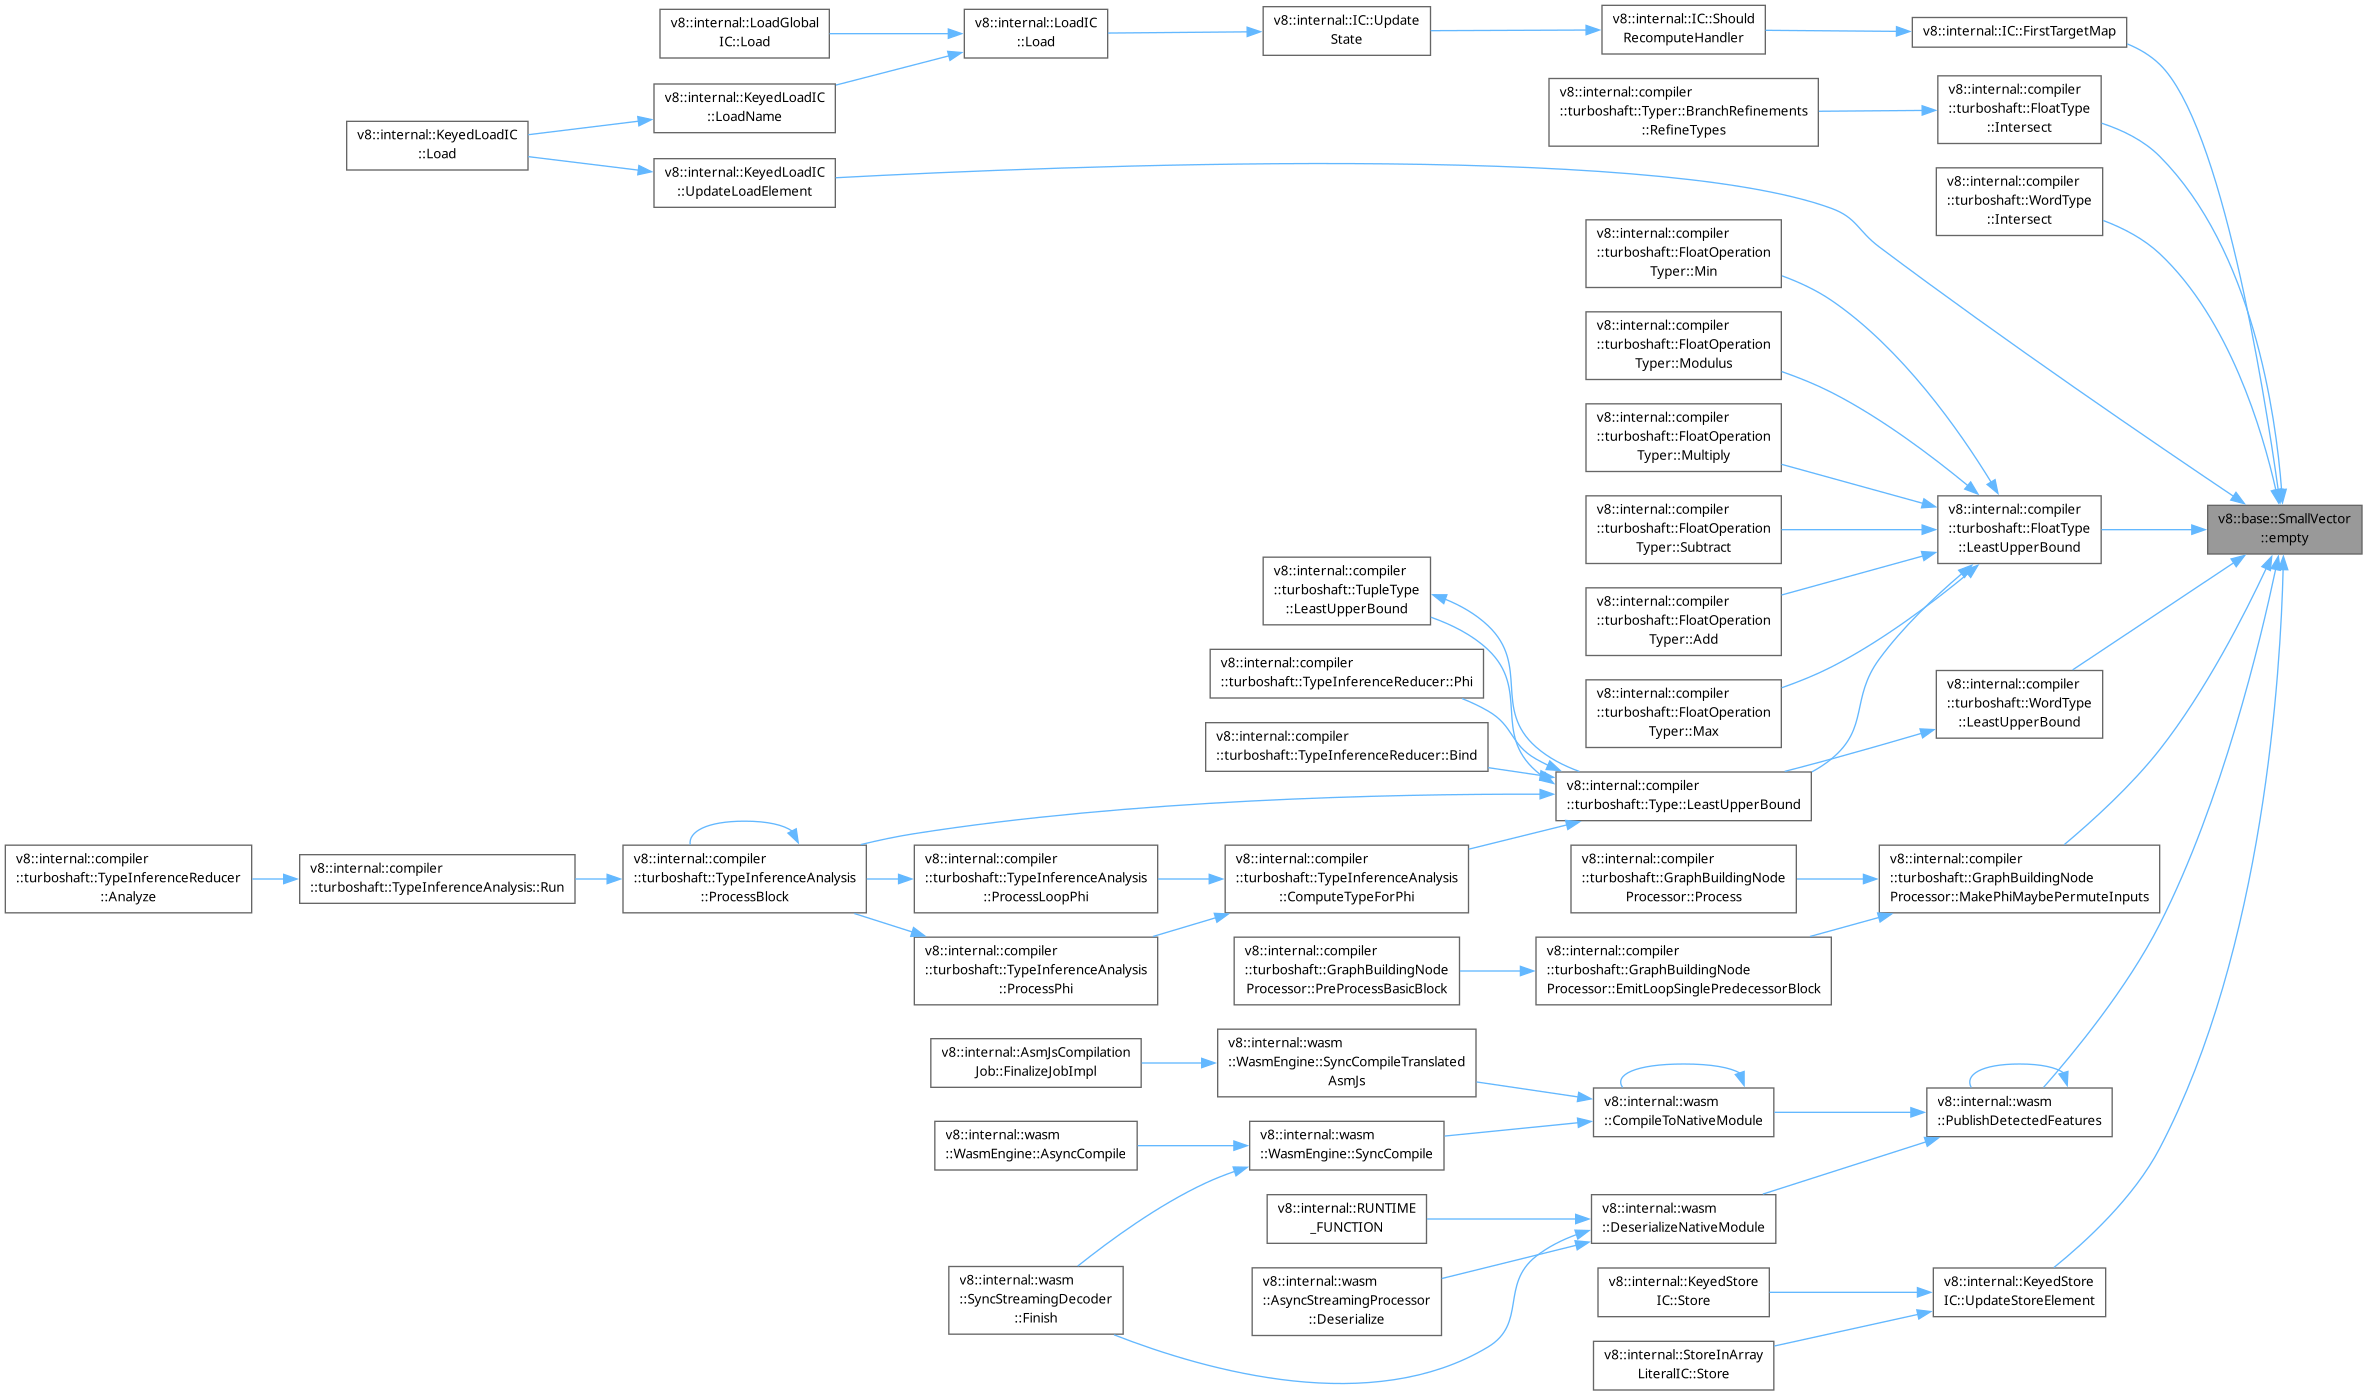 v8::internal::LoadGlobal
IC::Load
v8::internal::LoadIC
::Load
v8::internal::IC::Update
State
v8::internal::IC::Should
RecomputeHandler
v8::internal::IC::FirstTargetMap
v8::internal::KeyedLoadIC
::LoadName
v8::internal::compiler
::turboshaft::Typer::BranchRefinements
::RefineTypes
v8::internal::compiler
::turboshaft::FloatType
::Intersect
v8::internal::KeyedLoadIC
::Load
v8::internal::KeyedLoadIC
::UpdateLoadElement
v8::internal::compiler
::turboshaft::WordType
::Intersect
v8::internal::compiler
::turboshaft::FloatOperation
Typer::Min
v8::internal::compiler
::turboshaft::FloatOperation
Typer::Modulus
v8::internal::compiler
::turboshaft::FloatOperation
Typer::Multiply
v8::internal::compiler
::turboshaft::FloatOperation
Typer::Subtract
v8::internal::compiler
::turboshaft::FloatType
::LeastUpperBound
v8::base::SmallVector
::empty
v8::internal::compiler
::turboshaft::TupleType
::LeastUpperBound
v8::internal::compiler
::turboshaft::FloatOperation
Typer::Add
v8::internal::compiler
::turboshaft::TypeInferenceReducer::Phi
v8::internal::compiler
::turboshaft::FloatOperation
Typer::Max
v8::internal::compiler
::turboshaft::WordType
::LeastUpperBound
v8::internal::compiler
::turboshaft::TypeInferenceReducer::Bind
v8::internal::compiler
::turboshaft::Type::LeastUpperBound
v8::internal::compiler
::turboshaft::TypeInferenceReducer
::Analyze
v8::internal::compiler
::turboshaft::TypeInferenceAnalysis::Run
v8::internal::compiler
::turboshaft::TypeInferenceAnalysis
::ProcessBlock
v8::internal::compiler
::turboshaft::TypeInferenceAnalysis
::ProcessLoopPhi
v8::internal::compiler
::turboshaft::TypeInferenceAnalysis
::ComputeTypeForPhi
v8::internal::compiler
::turboshaft::GraphBuildingNode
Processor::Process
v8::internal::compiler
::turboshaft::GraphBuildingNode
Processor::MakePhiMaybePermuteInputs
v8::internal::compiler
::turboshaft::TypeInferenceAnalysis
::ProcessPhi
v8::internal::compiler
::turboshaft::GraphBuildingNode
Processor::PreProcessBasicBlock
v8::internal::compiler
::turboshaft::GraphBuildingNode
Processor::EmitLoopSinglePredecessorBlock
v8::internal::AsmJsCompilation
Job::FinalizeJobImpl
v8::internal::wasm
::WasmEngine::SyncCompileTranslated
AsmJs
v8::internal::wasm
::CompileToNativeModule
v8::internal::wasm
::PublishDetectedFeatures
v8::internal::wasm
::WasmEngine::AsyncCompile
v8::internal::wasm
::WasmEngine::SyncCompile
v8::internal::RUNTIME
_FUNCTION
v8::internal::wasm
::DeserializeNativeModule
v8::internal::wasm
::SyncStreamingDecoder
::Finish
v8::internal::wasm
::AsyncStreamingProcessor
::Deserialize
v8::internal::KeyedStore
IC::Store
v8::internal::KeyedStore
IC::UpdateStoreElement
v8::internal::StoreInArray
LiteralIC::Store